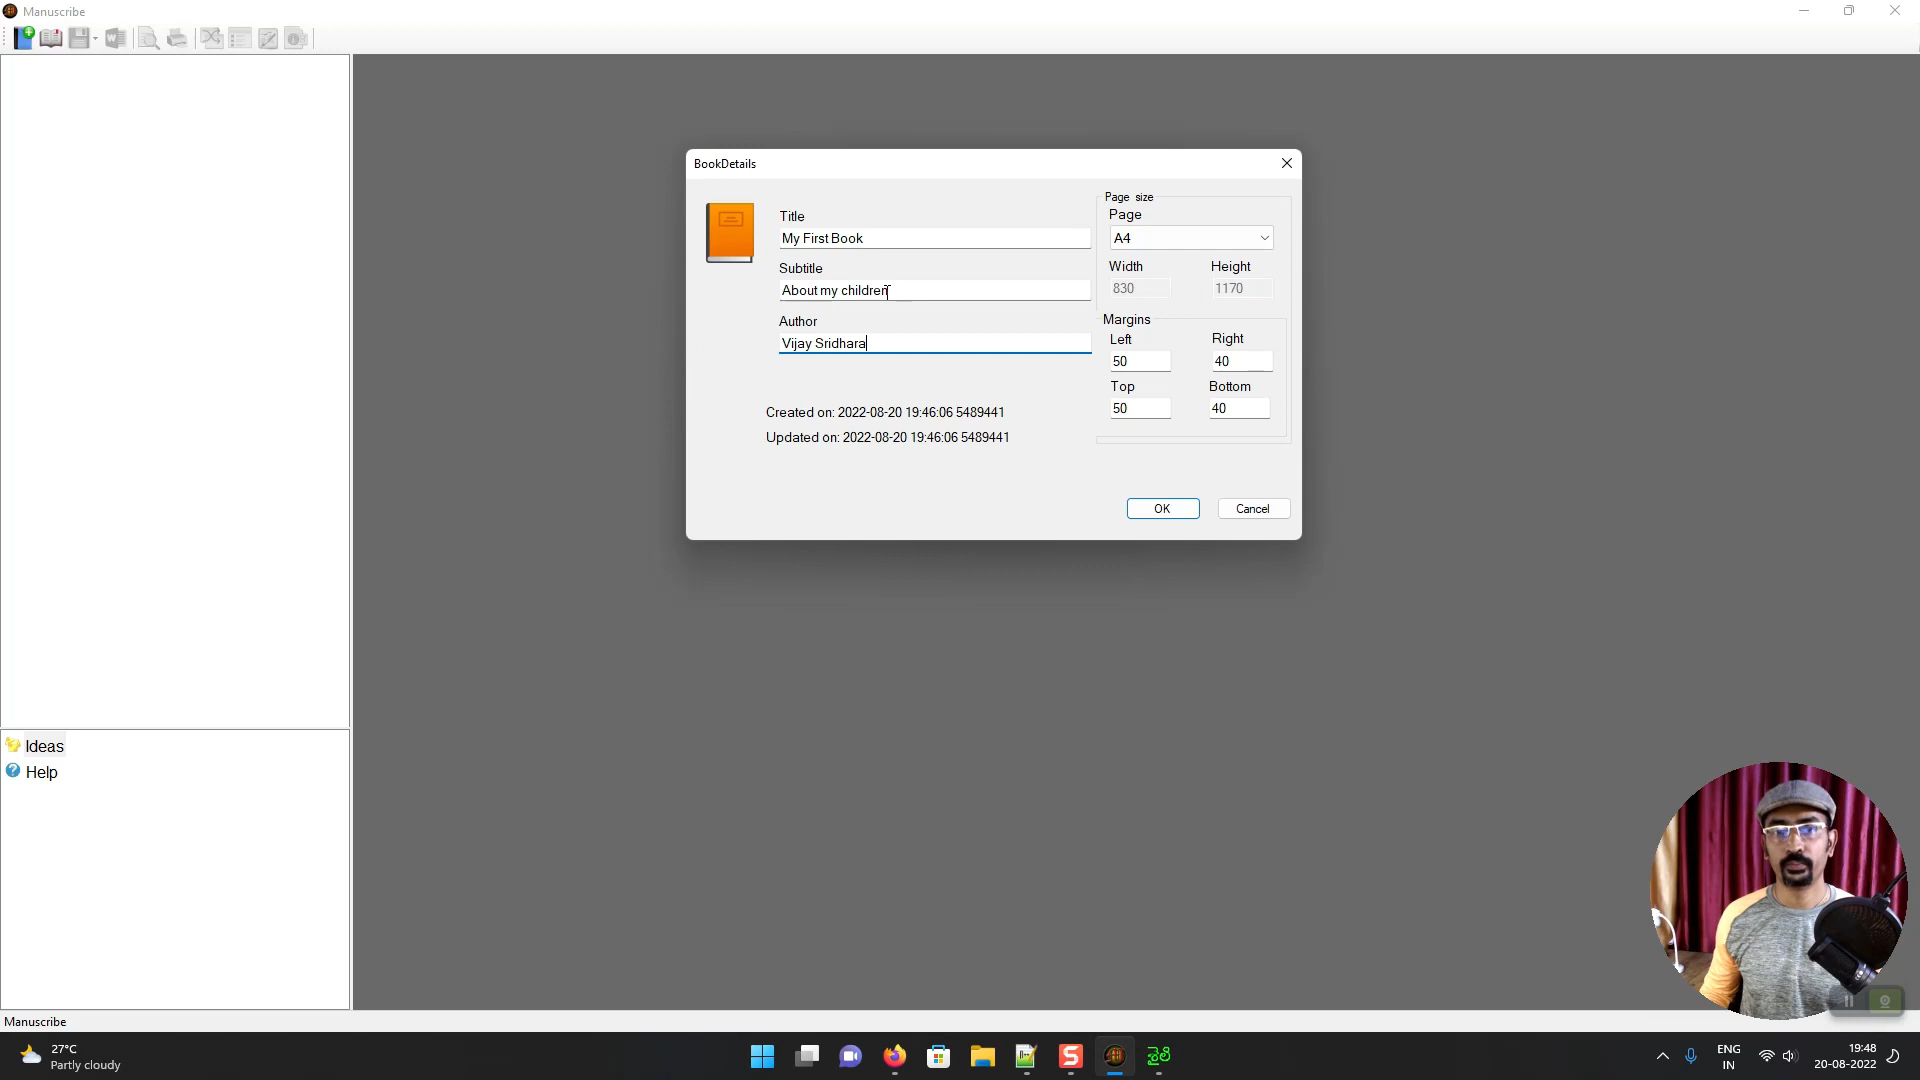 Manuscribe
BookDetails
Title
My First Book
Subtitle
About my children
Author
Vijay Sridhara
Created on: 2022-08-20 19:46:06 5489441
Updated on: 2022-08-20 19:46:06 5489441
Page size
Page
A4
Width Height
830 1170
Margins
Left Right
50 40
Top Bottom
50 40
OK Cancel
Ideas
Help
Manuscribe
27°C
Partly cloudy
ENG
IN
19:48
20-08-2022